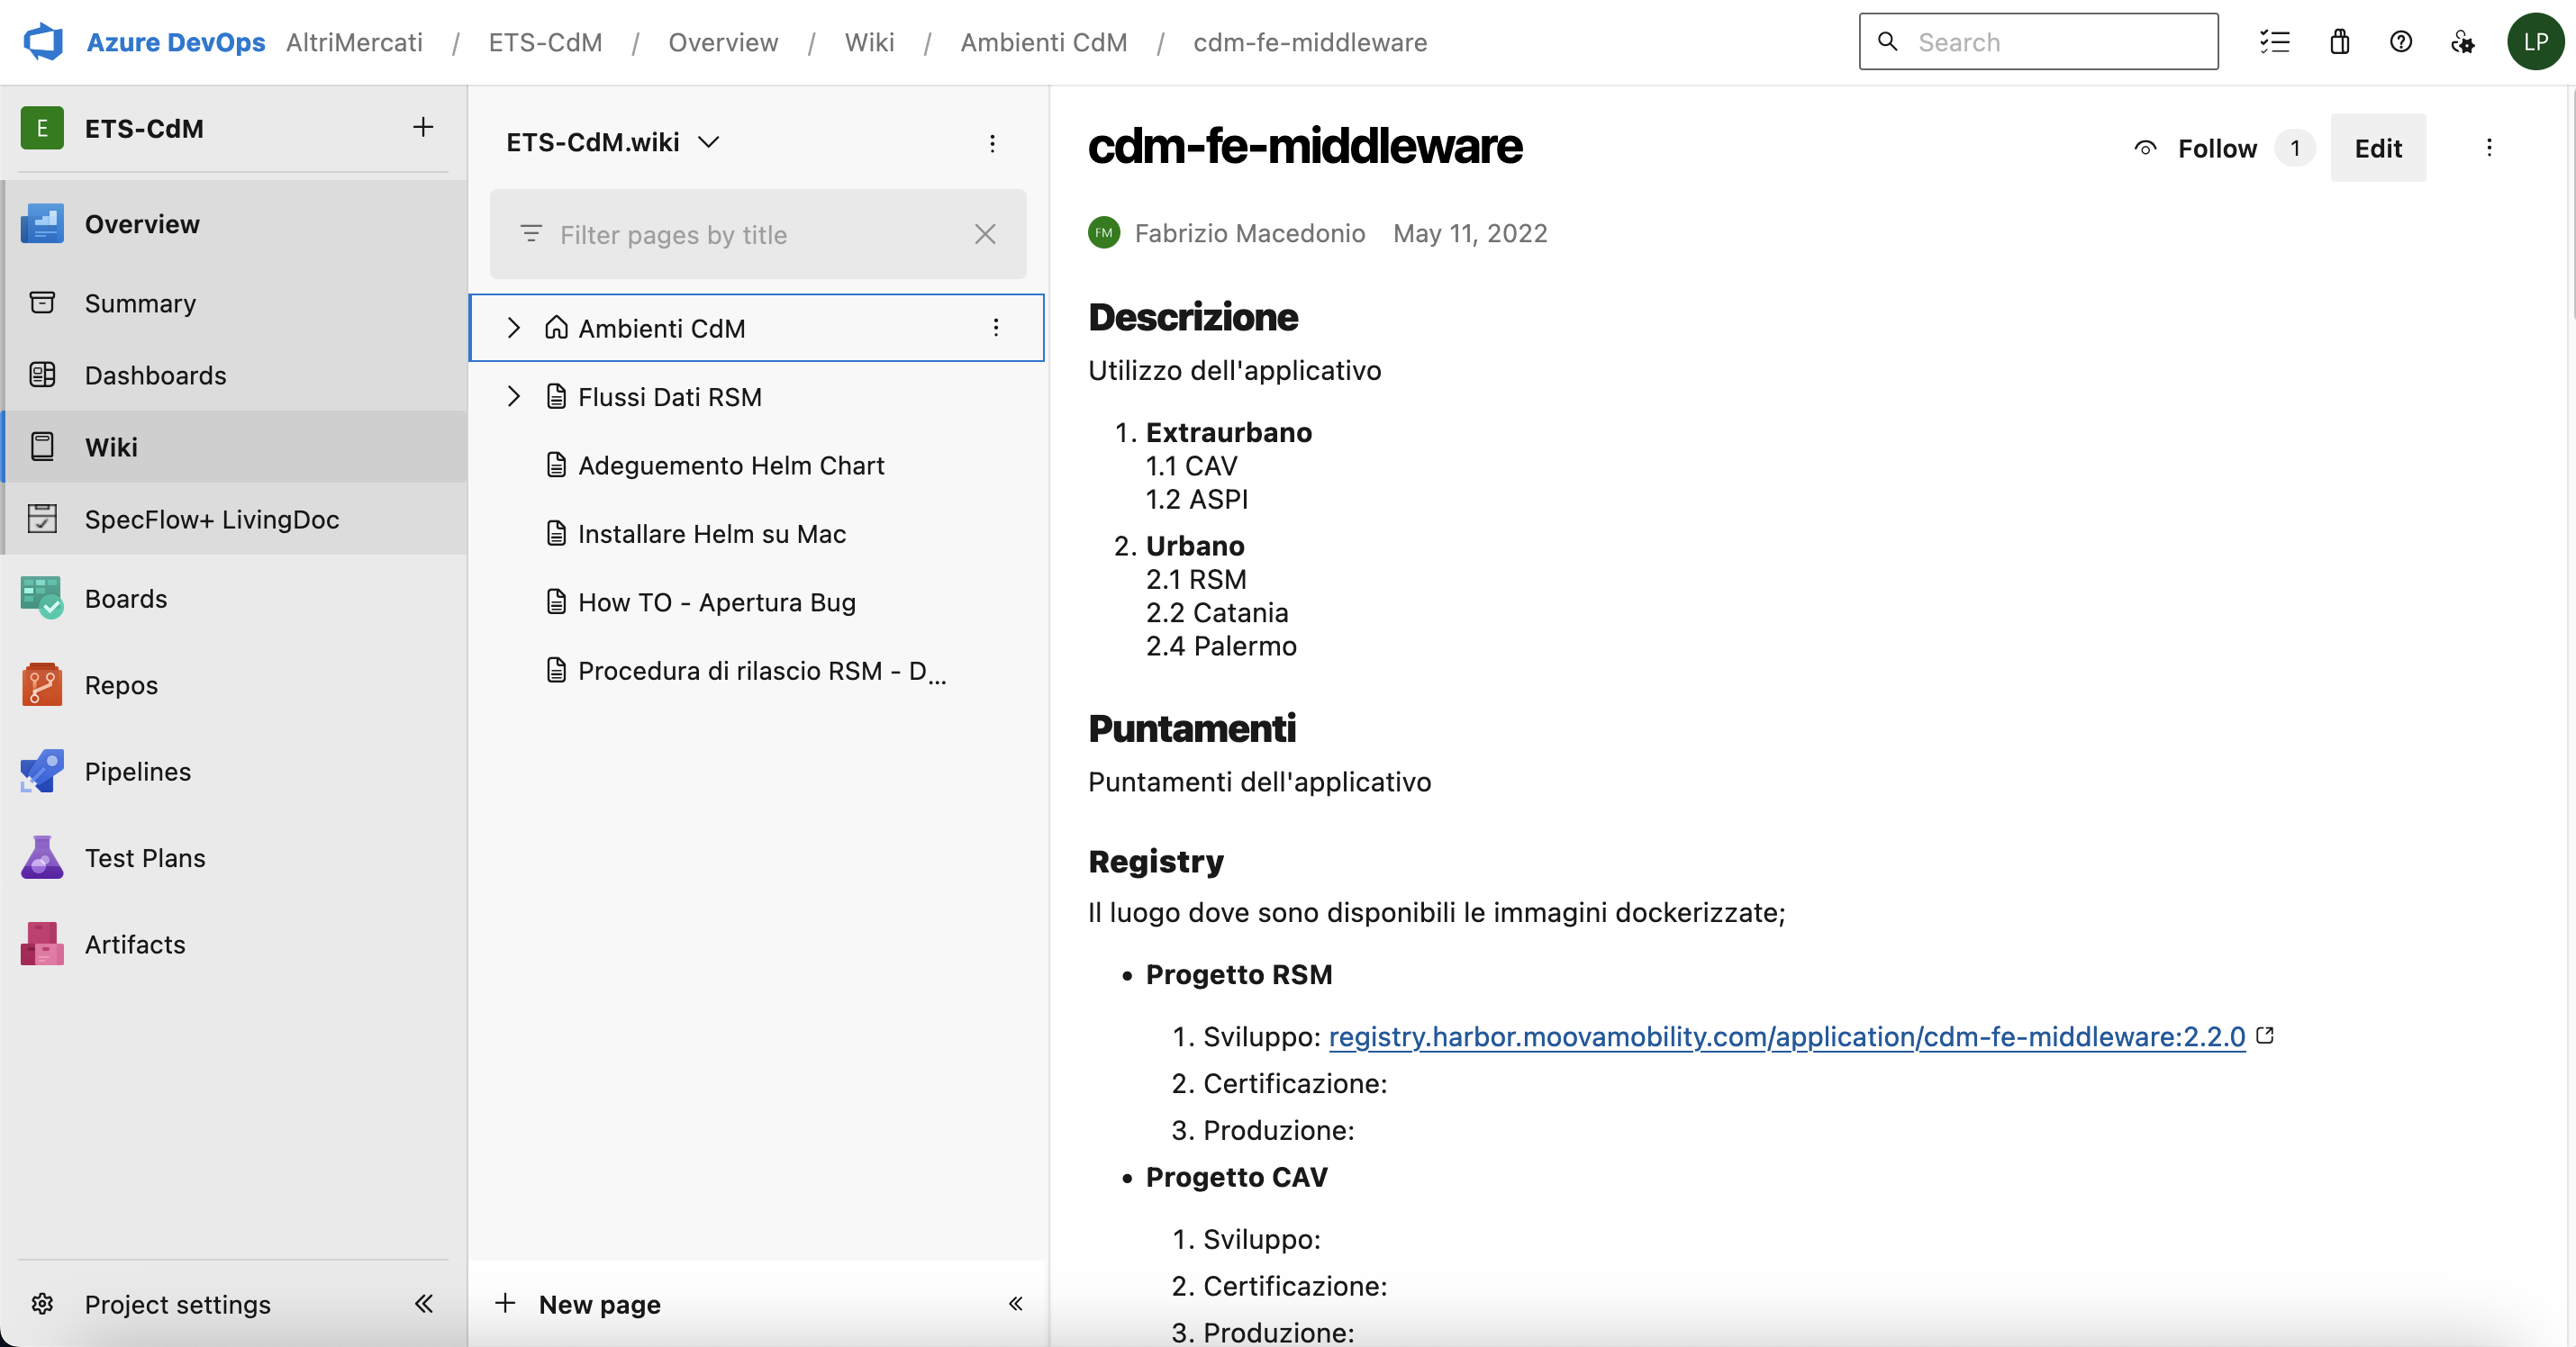 Azure DevOps AltriMercati / ETS-CdM / Overview / Wiki / Ambienti CdM / cdm-fe-middleware
Search
LP
E ETS-CdM
Overview
Summary
Dashboards
Wiki
SpecFlow+ LivingDoc
Boards
Repos
Pipelines
Test Plans
Artifacts
Project settings
ETS-CdM.wiki
Filter pages by title
Ambienti CdM
Flussi Dati RSM
Adeguemento Helm Chart
Installare Helm su Mac
How TO - Apertura Bug
Procedura di rilascio RSM - D...
New page
cdm-fe-middleware
Follow 1 Edit
FM Fabrizio Macedonio May 11, 2022
Descrizione
Utilizzo dell'applicativo
1. Extraurbano
1.1 CAV
1.2 ASPI
2. Urbano
2.1 RSM
2.2 Catania
2.4 Palermo
Puntamenti
Puntamenti dell'applicativo
Registry
Il luogo dove sono disponibili le immagini dockerizzate;
• Progetto RSM
1. Sviluppo: registry.harbor.moovamobility.com/application/cdm-fe-middleware:2.2.0
2. Certificazione:
3. Produzione:
• Progetto CAV
1. Sviluppo:
2. Certificazione:
3. Produzione: